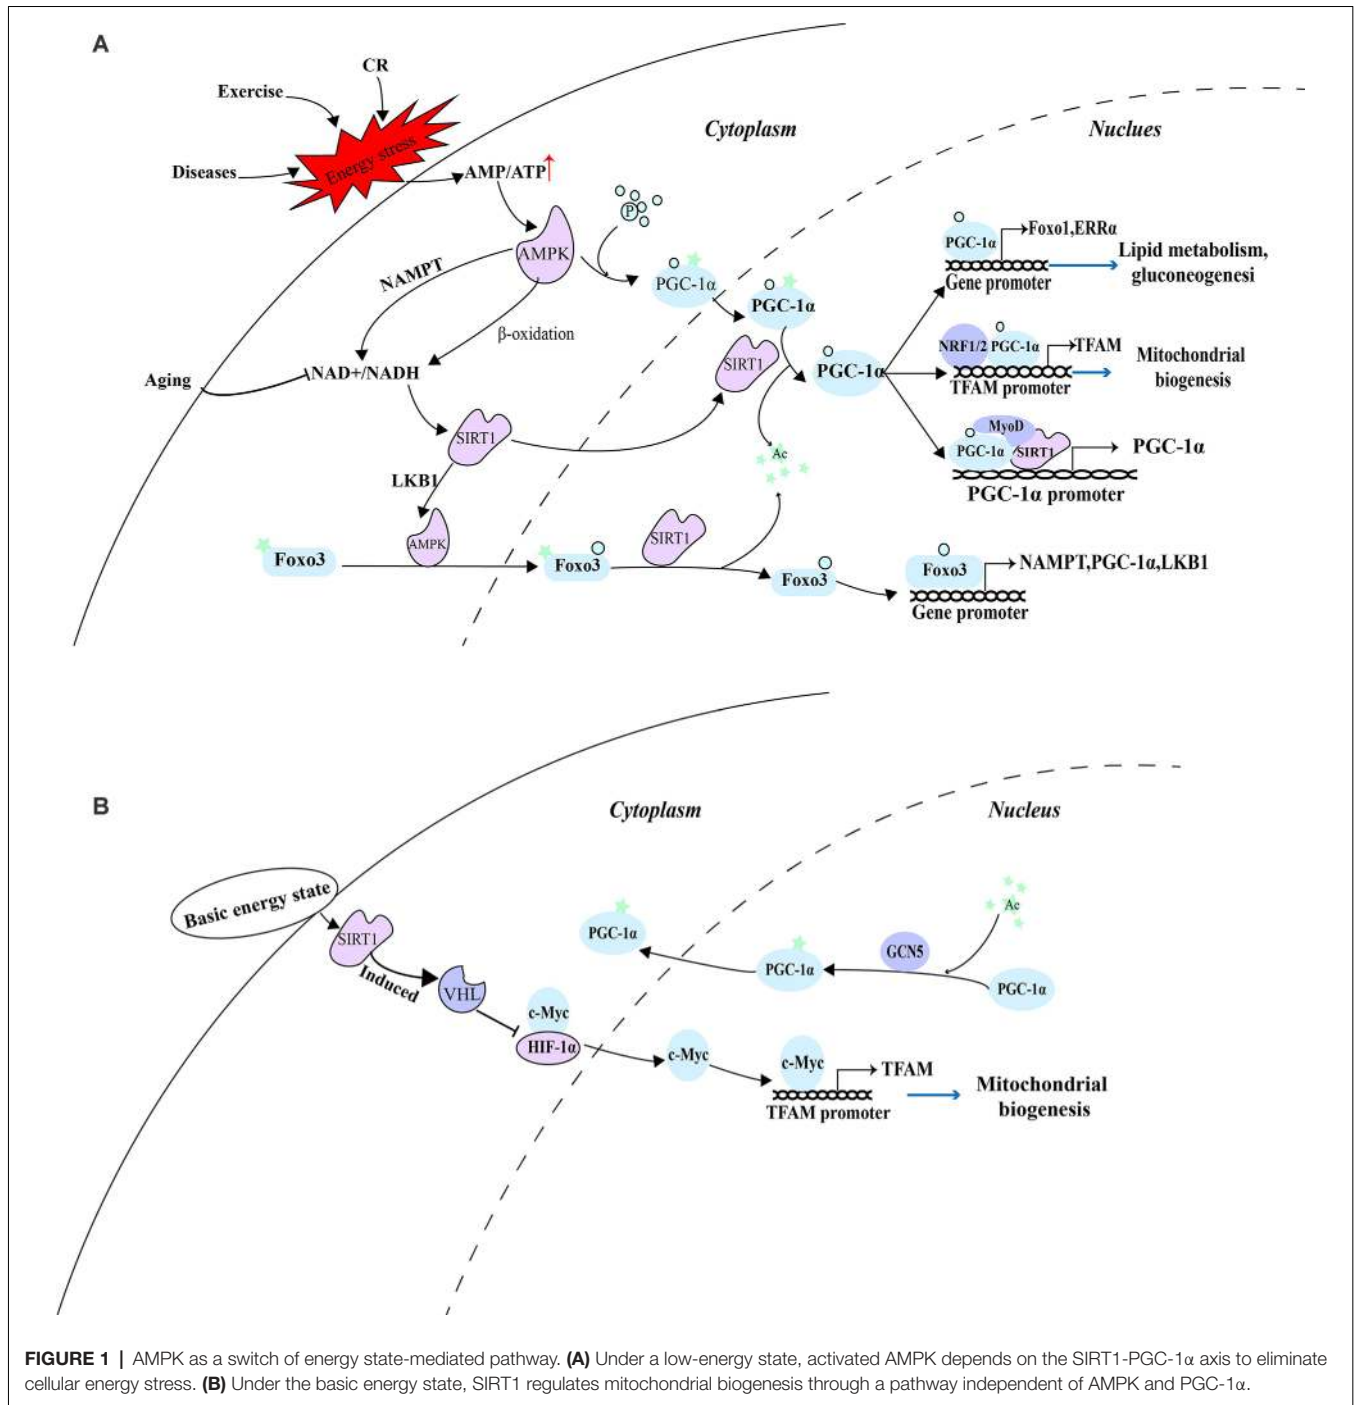 A
CR
Exercise
Diseases
Energy stress
AMP/ATP↑
Cytoplasm
Nuclues
P
AMPK
NAMPT
β-oxidation
PGC-1α
PGC-1α
PGC-1α
Foxo1,ERRα
Gene promoter
Lipid metabolism,
gluconeogenesi
Aging
NAD+/NADH
SIRT1
PGC-1α
NRF1/2
PGC-1α
TFAM
TFAM promoter
Mitochondrial
biogenesis
SIRT1
LKB1
AMPK
Ac
MyoD
PGC-1α
SIRT1
PGC-1α
PGC-1α promoter
Foxo3
Foxo3
SIRT1
Foxo3
Foxo3
NAMPT,PGC-1α,LKB1
Gene promoter
B
Cytoplasm
Nucleus
Basic energy state
SIRT1
Induced
VHL
c-Myc
HIF-1α
PGC-1α
PGC-1α
GCN5
Ac
PGC-1α
c-Myc
c-Myc
TFAM
TFAM promoter
Mitochondrial
biogenesis
FIGURE 1 | AMPK as a switch of energy state-mediated pathway. (A) Under a low-energy state, activated AMPK depends on the SIRT1-PGC-1α axis to eliminate
cellular energy stress. (B) Under the basic energy state, SIRT1 regulates mitochondrial biogenesis through a pathway independent of AMPK and PGC-1α.